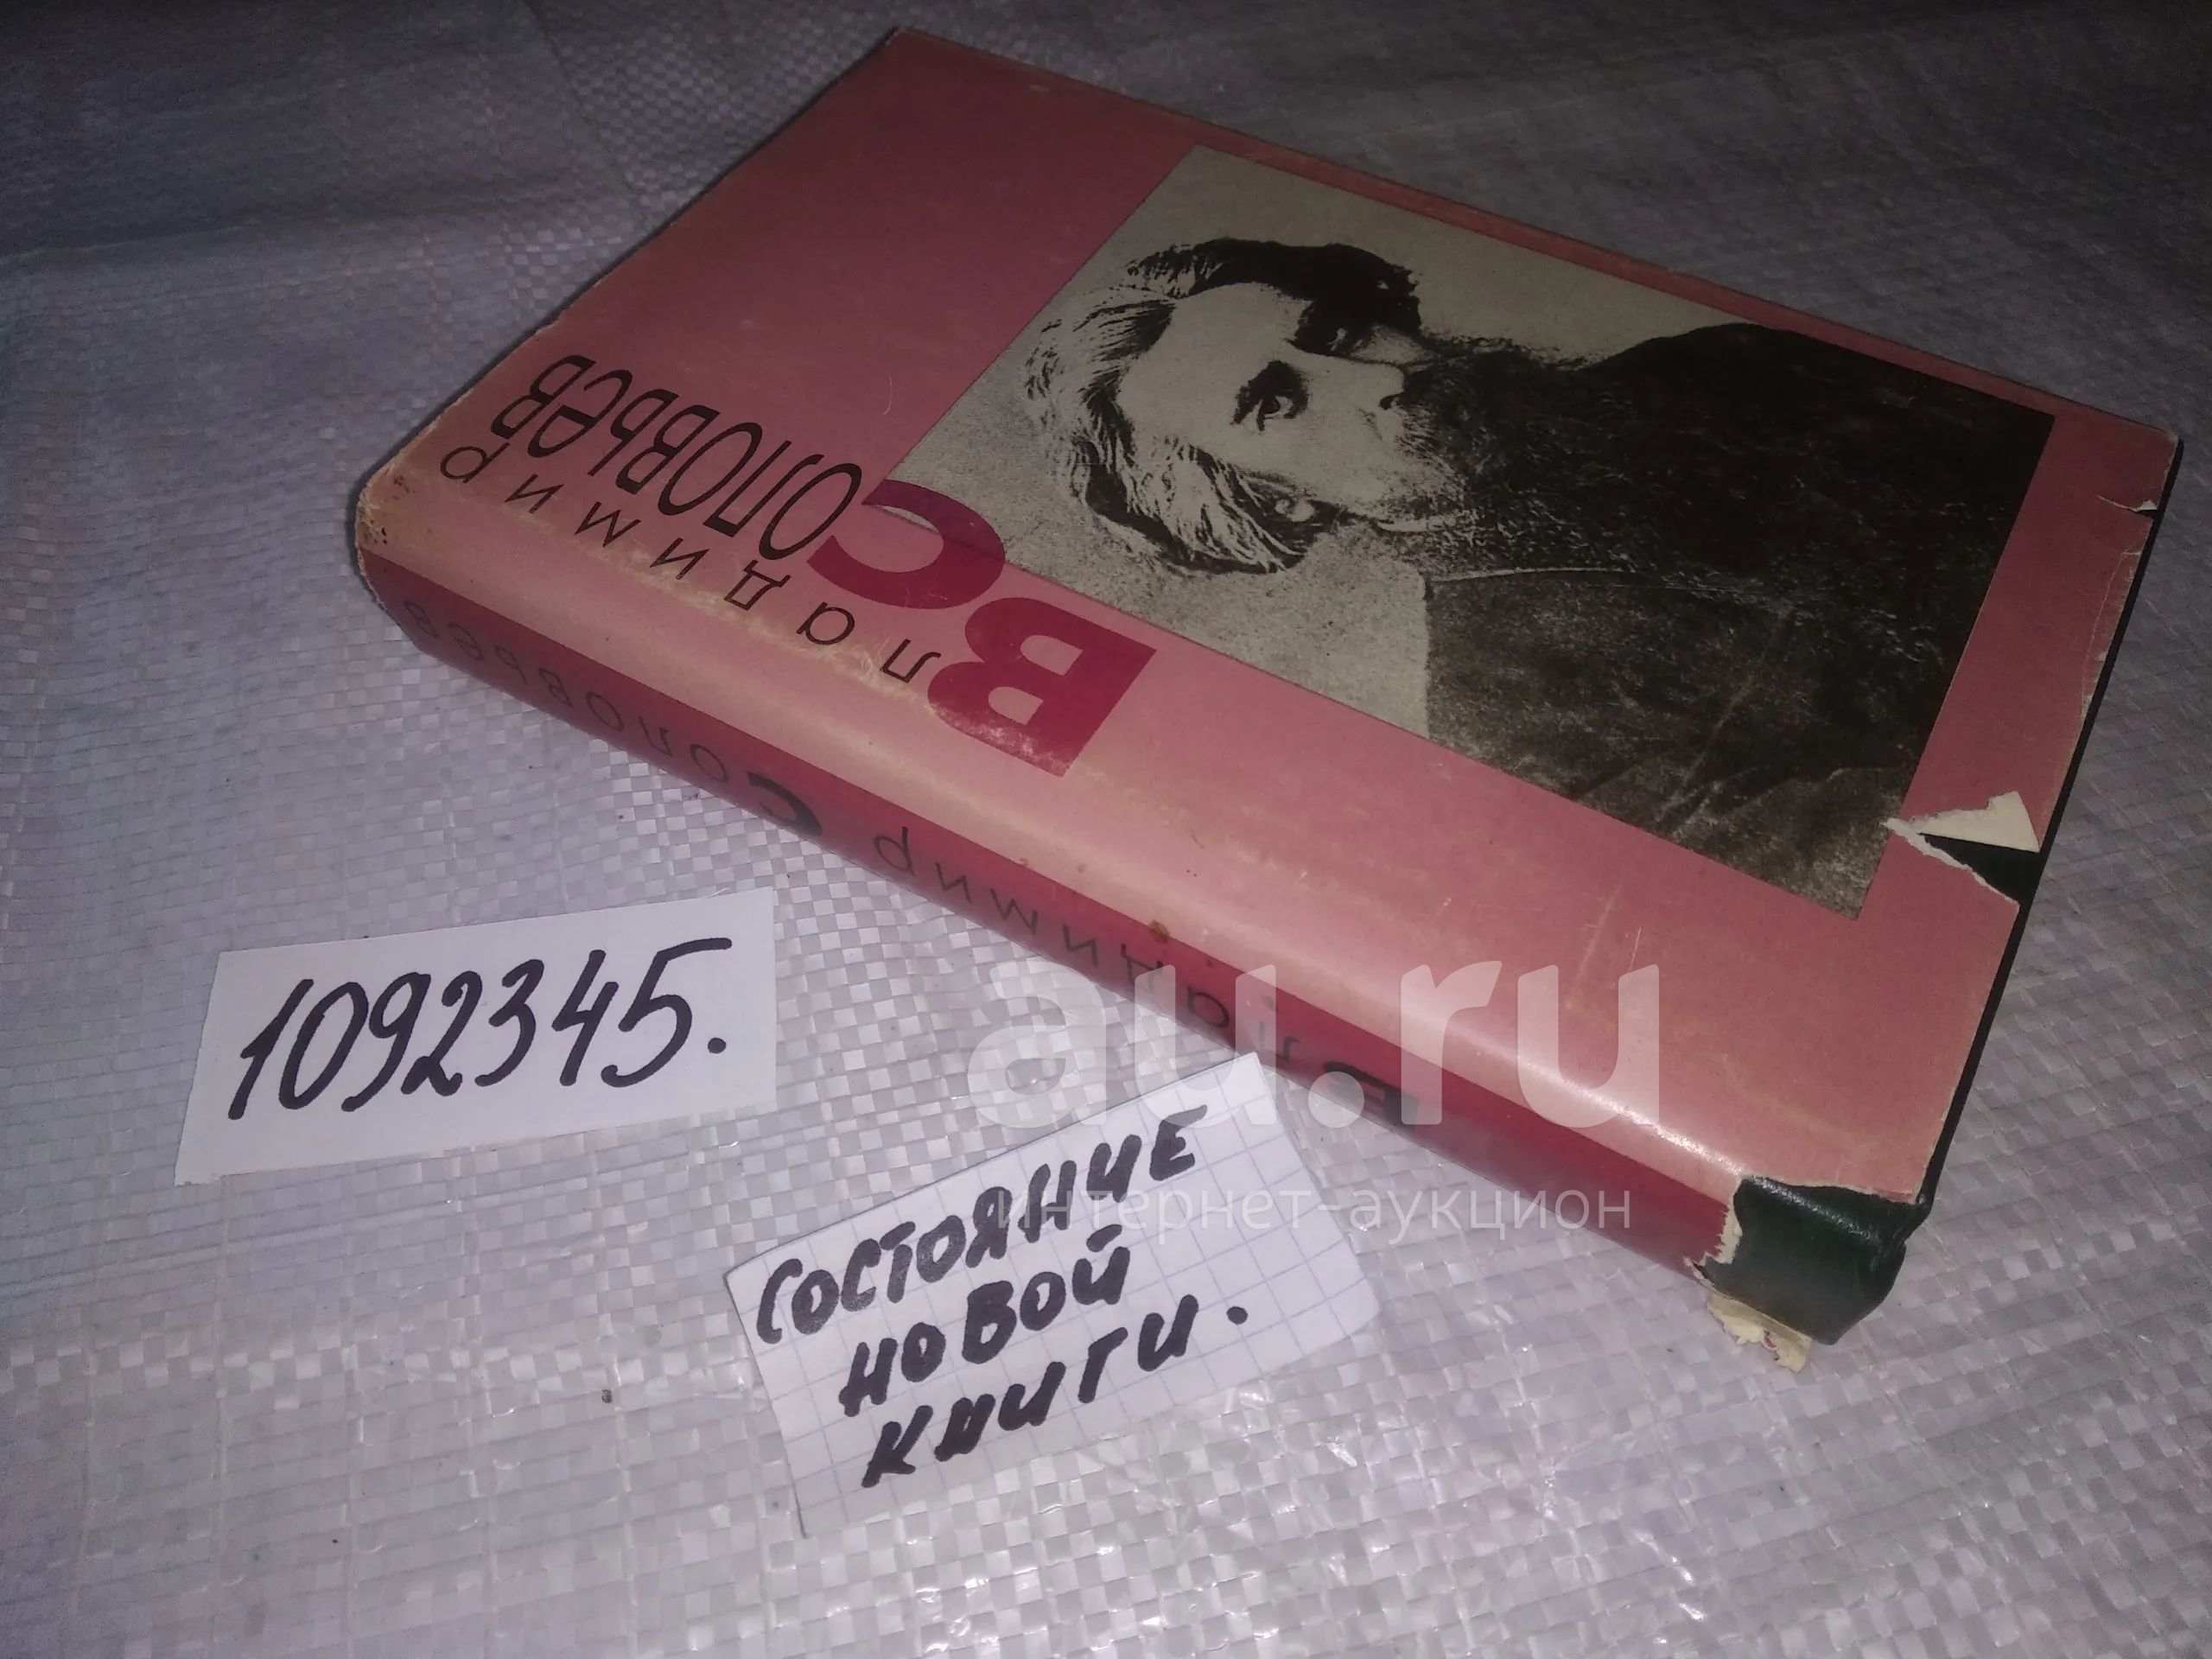 Владимир
Соловьев
Владимир Соловьев
1092345.
au.ru
интернет-аукцион
СОСТОЯНИЕ
НОВОЙ
КНИГИ.